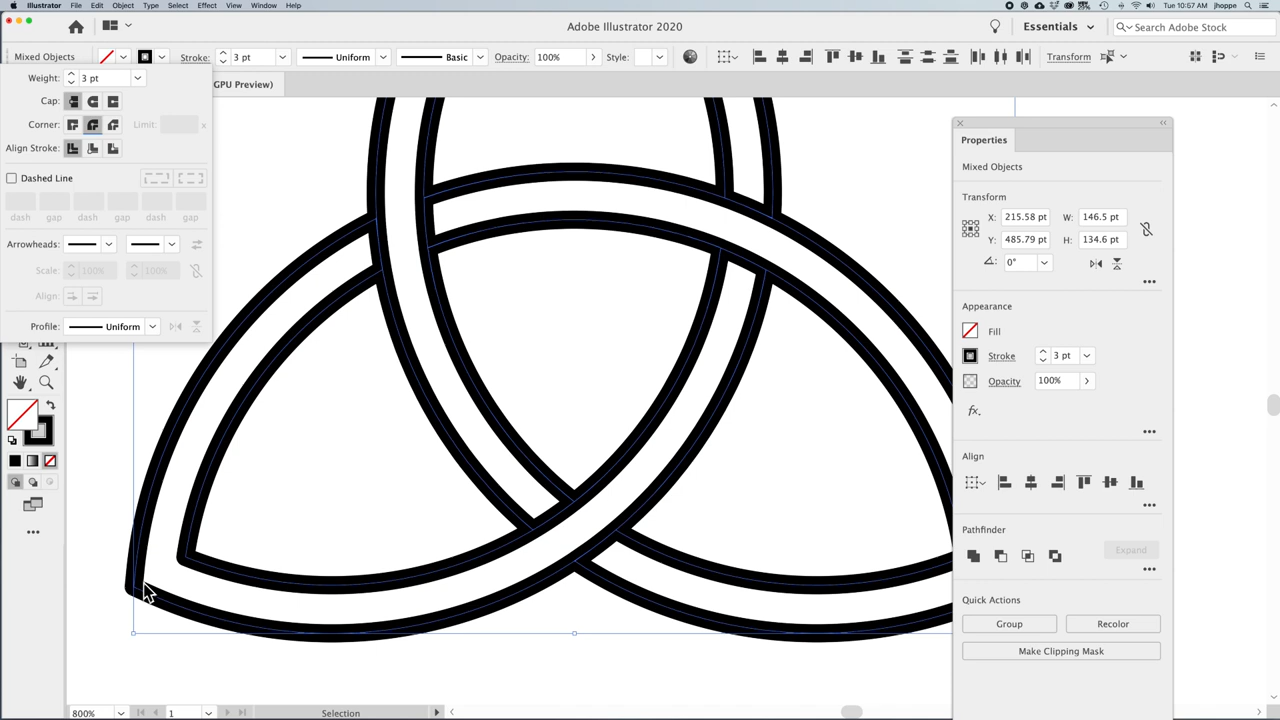 Illustrator File Edit Object Type Select Effect View Window Help Tue 10:57 AM jhoppe
Adobe Illustrator 2020
Essentials
Search Adobe Stock
Mixed Objects Stroke: 3 pt Uniform Basic Opacity: 100% Style: Transform
GPU Preview)
Weight: 3 pt
Cap:
Corner: Limit: x
Align Stroke:
Dashed Line
dash gap dash gap dash gap
Arrowheads:
Scale: 100% 100%
Align:
Profile: Uniform
Properties
Mixed Objects
Transform
X: 215.58 pt W: 146.5 pt
Y: 485.79 pt H: 134.6 pt
0°
Appearance
Fill
Stroke 3 pt
Opacity 100%
fx.
Align
Pathfinder
Expand
Quick Actions
Group Recolor
Make Clipping Mask
800% 1 Selection